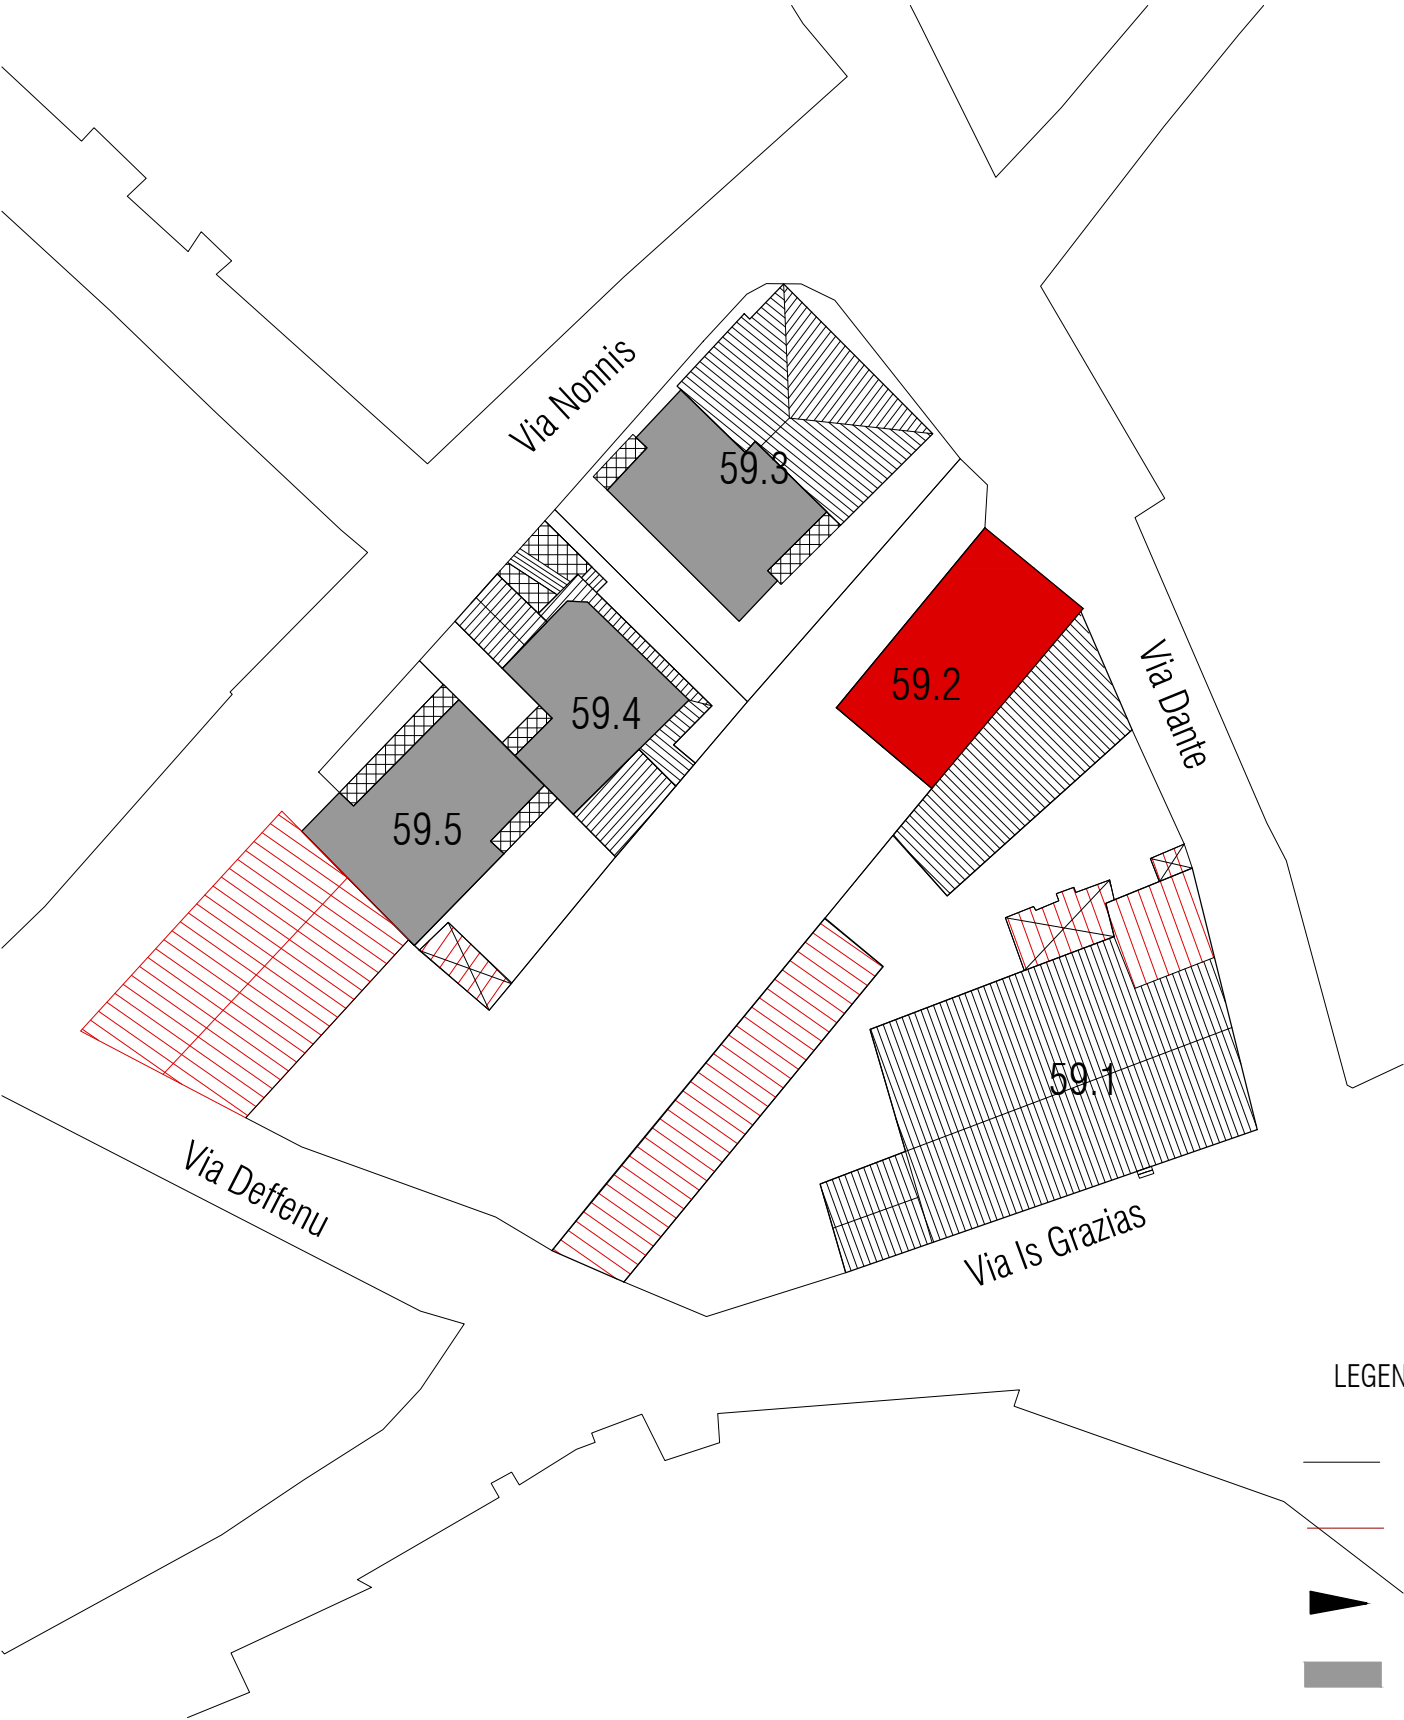 Via Nonnis
59.3
59.2
Via Dante
59.4
59.5
59.1
Via Deffenu
Via Is Grazias
LEGEN